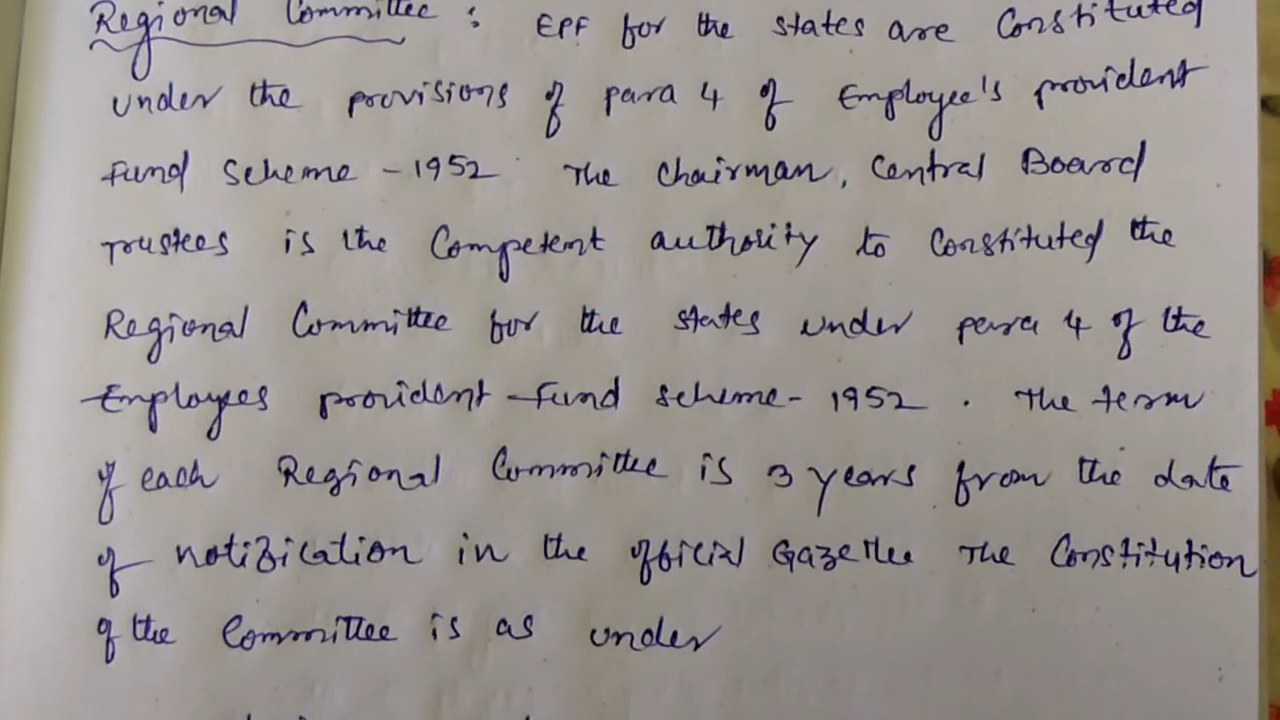 Regional Committee : EPF for the states are Constituted
under the provisions of para 4 of Employee's provident
Fund Scheme - 1952 The Chairman, Central Board
Trustees is the Competent authority to Constituted the
Regional Committee for the states under para 4 of the
Employees provident Fund scheme - 1952 . The term
of each Regional Committee is 3 years from the date
of notification in the official Gazettee The Constitution
of the Committee is as under